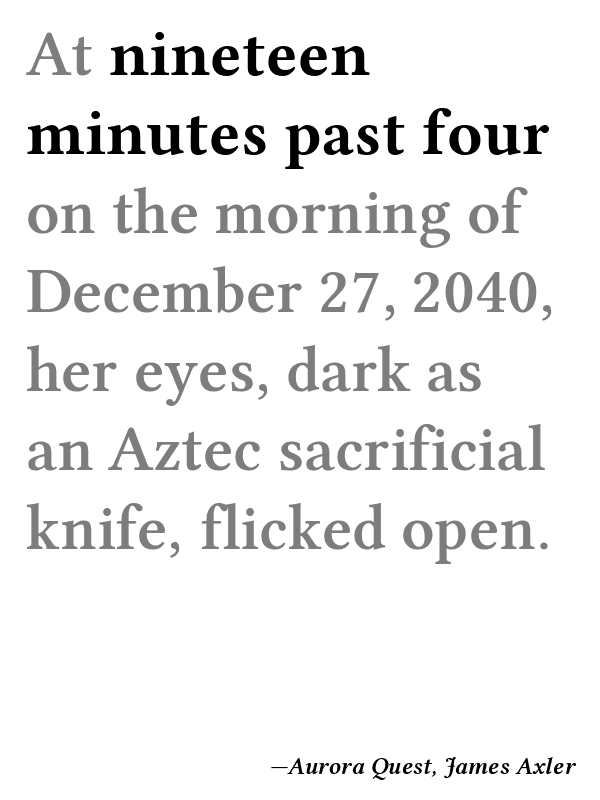 At nineteen
minutes past four
on the morning of
December 27, 2040,
her eyes, dark as
an Aztec sacrificial
knife, flicked open.
—Aurora Quest, James Axler